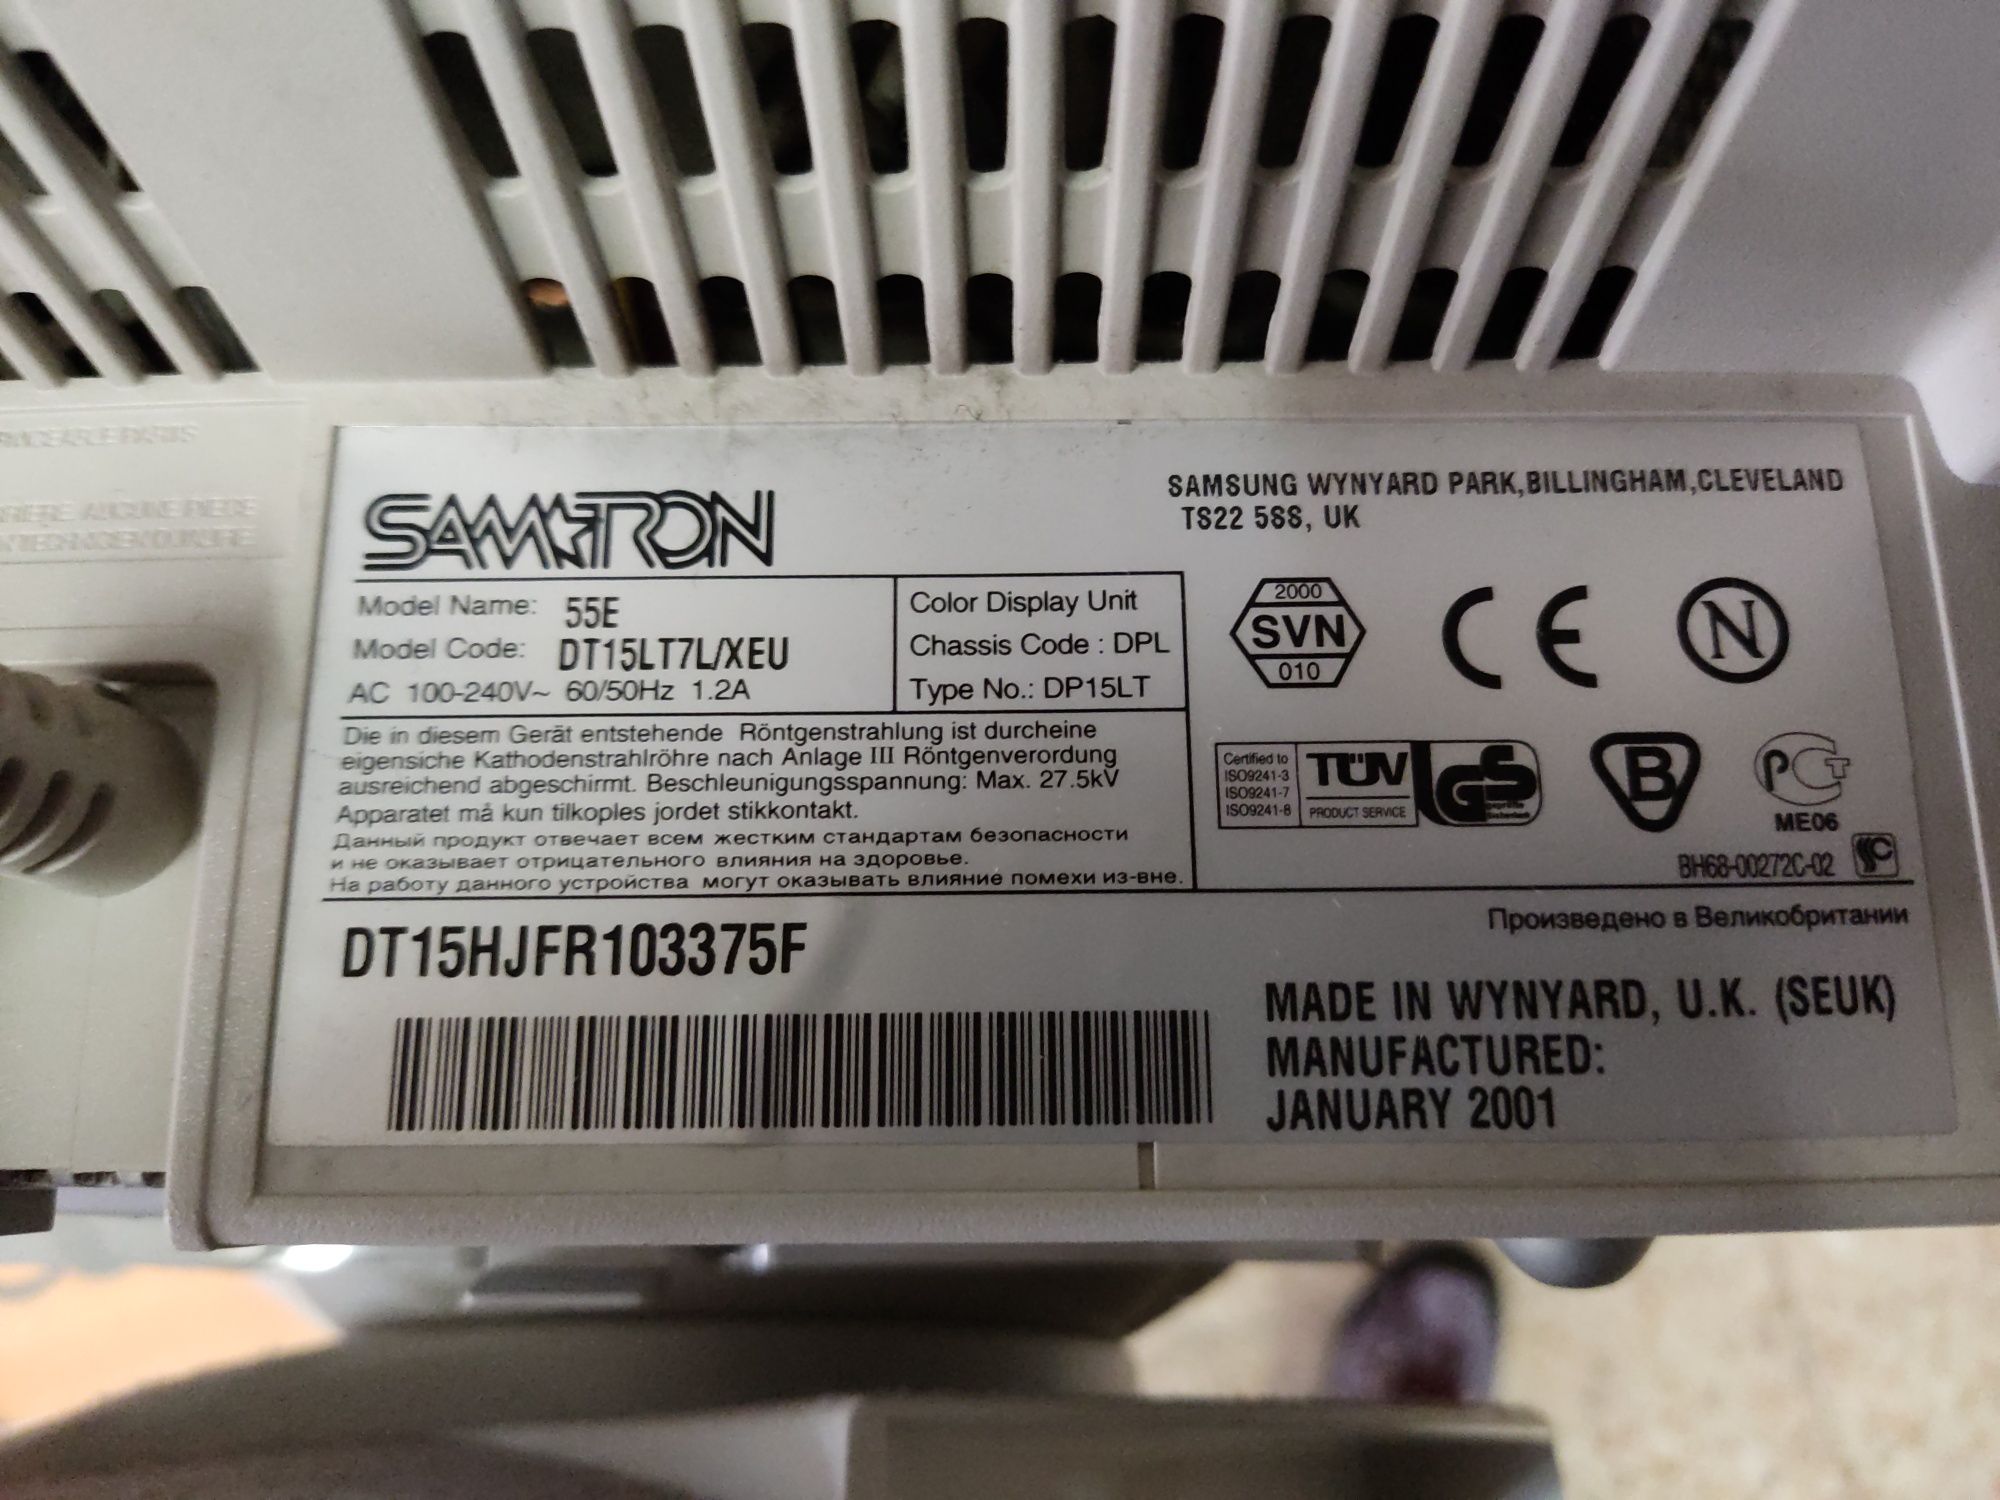 SAMTRON
SAMSUNG WYNYARD PARK,BILLINGHAM,CLEVELAND
TS22 5SS, UK
Model Name: 55E
Model Code: DT15LT7L/XEU
AC 100-240V~ 60/50Hz 1.2A
Color Display Unit
Chassis Code : DPL
Type No.: DP15LT
2000
SVN
010
CE
N
Die in diesem Gerät entstehende Röntgenstrahlung ist durcheine
eigensiche Kathodenstrahlröhre nach Anlage III Röntgenverordung
ausreichend abgeschirmt. Beschleunigungsspannung: Max. 27.5kV
Apparatet må kun tilkoples jordet stikkontakt.
Данный продукт отвечает всем жестким стандартам безопасности
и не оказывает отрицательного влияния на здоровье.
На работу данного устройства могут оказывать влияние помехи из-вне.
Certified to
ISO9241-3
ISO9241-7
ISO9241-8
TÜV
PRODUCT SERVICE
GS
geprüfte
Sicherheit
B
РСТ
ME06
BH68-00272C-02
Произведено в Великобритании
DT15HJFR103375F
MADE IN WYNYARD, U.K. (SEUK)
MANUFACTURED:
JANUARY 2001